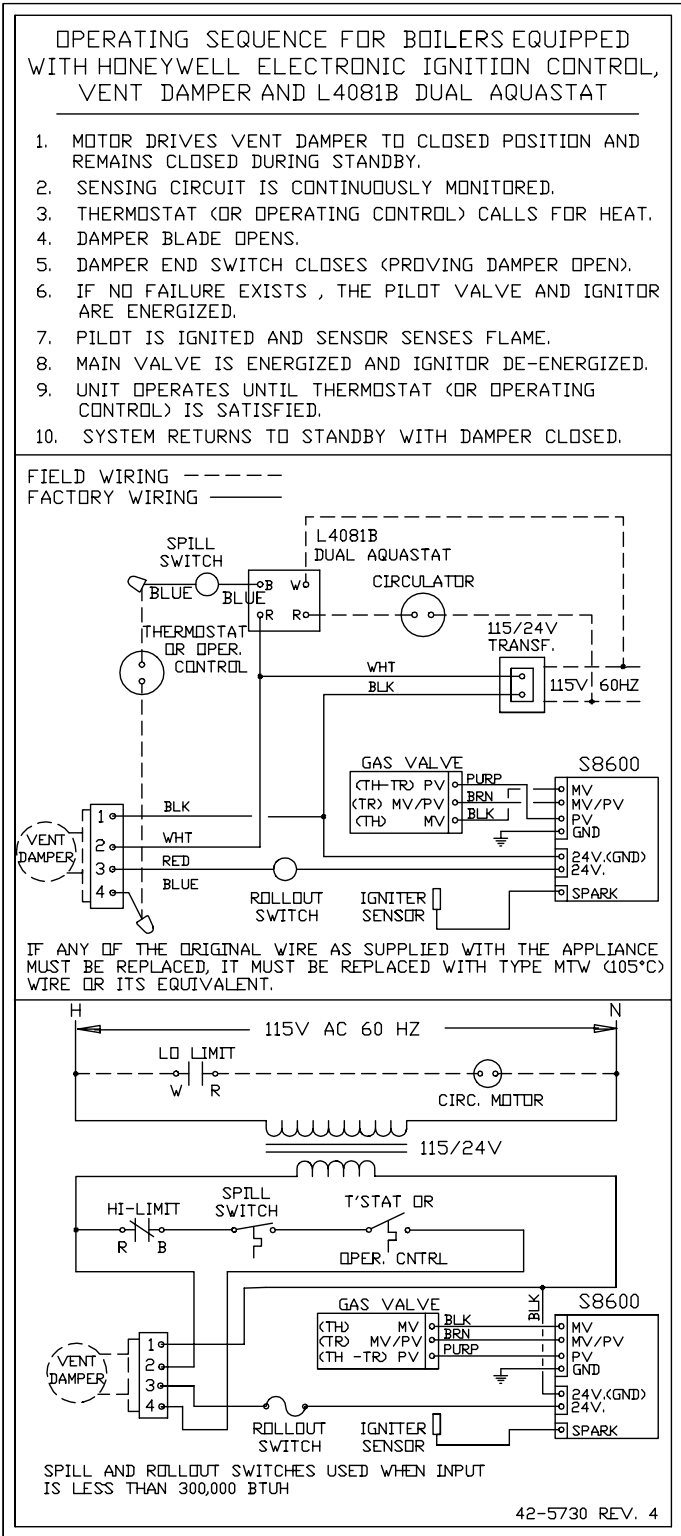 OPERATING SEQUENCE FOR BOILERS EQUIPPED
WITH HONEYWELL ELECTRONIC IGNITION CONTROL,
VENT DAMPER AND L4081B DUAL AQUASTAT
1. MOTOR DRIVES VENT DAMPER TO CLOSED POSITION AND
REMAINS CLOSED DURING STANDBY.
2. SENSING CIRCUIT IS CONTINUOUSLY MONITORED.
3. THERMOSTAT (OR OPERATING CONTROL) CALLS FOR HEAT.
4. DAMPER BLADE OPENS.
5. DAMPER END SWITCH CLOSES (PROVING DAMPER OPEN).
6. IF NO FAILURE EXISTS , THE PILOT VALVE AND IGNITOR
ARE ENERGIZED.
7. PILOT IS IGNITED AND SENSOR SENSES FLAME.
8. MAIN VALVE IS ENERGIZED AND IGNITOR DE-ENERGIZED.
9. UNIT OPERATES UNTIL THERMOSTAT (OR OPERATING
CONTROL) IS SATISFIED.
10. SYSTEM RETURNS TO STANDBY WITH DAMPER CLOSED.
FIELD WIRING
FACTORY WIRING
L4081B
DUAL AQUASTAT
SPILL
SWITCH
BLUE
BLUE
B W
R R
CIRCULATOR
THERMOSTAT
OR OPER.
CONTROL
115/24V
TRANSF.
WHT
BLK
115V 60HZ
GAS VALVE
(TH-TR) PV PURP
(TR) MV/PV BRN
(TH) MV BLK
S8600
MV
MV/PV
PV
GND
24V.(GND)
24V.
SPARK
VENT
DAMPER
1 BLK
2 WHT
3 RED
4 BLUE
ROLLOUT
SWITCH
IGNITER
SENSOR
IF ANY OF THE ORIGINAL WIRE AS SUPPLIED WITH THE APPLIANCE
MUST BE REPLACED, IT MUST BE REPLACED WITH TYPE MTW (105°C)
WIRE OR ITS EQUIVALENT.
H N
115V AC 60 HZ
LO LIMIT
W R
CIRC. MOTOR
115/24V
HI-LIMIT
R B
SPILL
SWITCH
T'STAT OR
OPER. CNTRL
GAS VALVE
(TH) MV BLK
(TR) MV/PV BRN
(TH -TR) PV PURP
BLK
S8600
MV
MV/PV
PV
GND
24V.(GND)
24V.
SPARK
VENT
DAMPER
1
2
3
4
ROLLOUT
SWITCH
IGNITER
SENSOR
SPILL AND ROLLOUT SWITCHES USED WHEN INPUT
IS LESS THAN 300,000 BTUH
42-5730 REV. 4